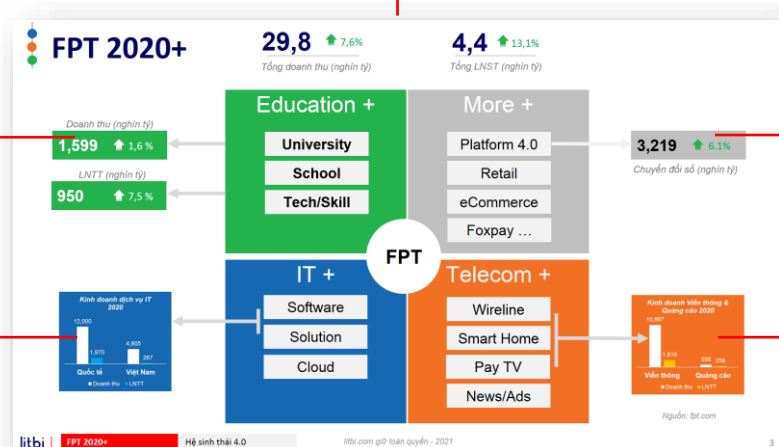 FPT 2020+
29,8 7,6%
Tổng doanh thu (nghìn tỷ)
4,4 13,1%
Tổng LNST (nghìn tỷ)
Doanh thu (nghìn tỷ)
1,599 1,6 %
LNTT (nghìn tỷ)
950 7,5 %
Education +
University
School
Tech/Skill
More +
Platform 4.0
Retail
eCommerce
Foxpay ...
3,219 6.1%
Chuyển đổi số (nghìn tỷ)
FPT
IT +
Software
Solution
Cloud
Telecom +
Wireline
Smart Home
Pay TV
News/Ads
Kinh doanh dịch vụ IT
2020
12,000
1,970
4,805
267
Quốc tế Việt Nam
Doanh thu LNTT
Kinh doanh Viễn thông &
Quảng cáo 2020
10,867
1,819
599
Viễn thông Quảng cáo
Doanh thu LNTT
Nguồn: fpt.com
litbi
FPT 2020+
Hệ sinh thái 4.0
litbi.com giữ toàn quyền - 2021
3